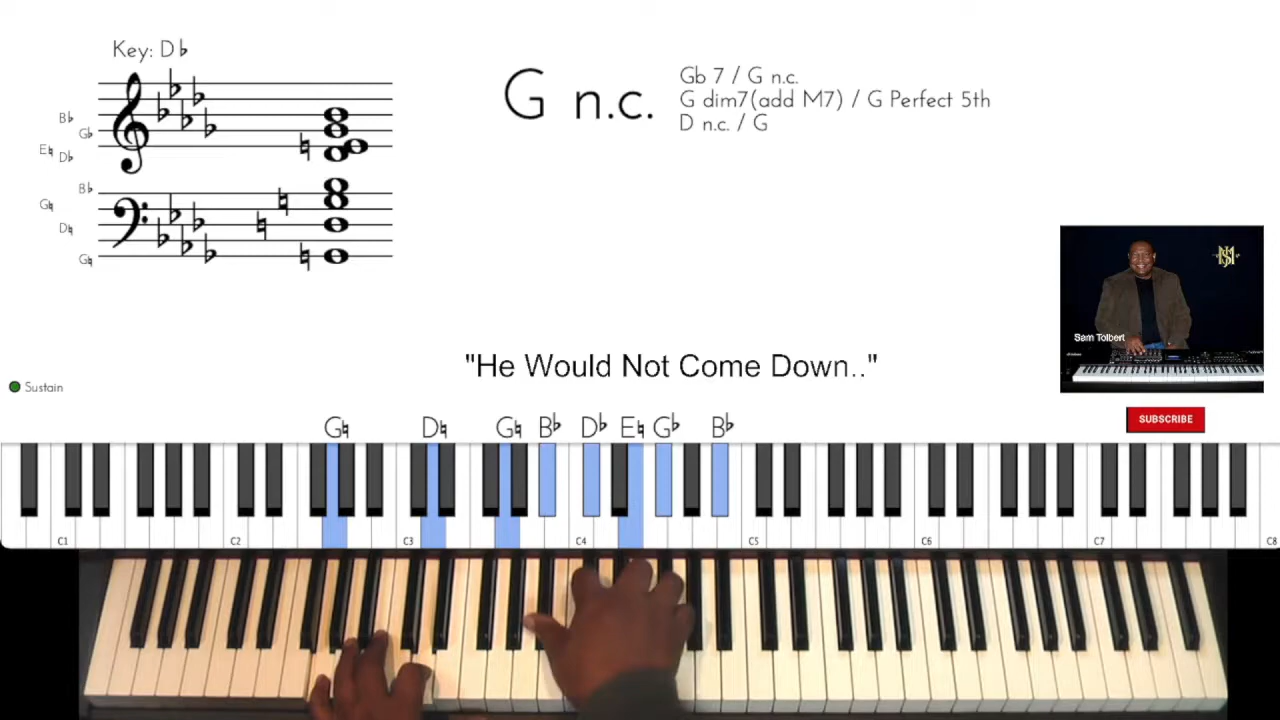 Key: D♭
G n.c.
Gb 7 / G n.c.
G dim7(add M7) / G Perfect 5th
D n.c. / G
B♭
G♭
E♮
D♭
B♭
G♮
D♮
G♮
Sam Tolbert
"He Would Not Come Down.."
Sustain
SUBSCRIBE
G♮ D♮ G♮ B♭ D♭ E♮ G♭ B♭
C1 C2 C3 C4 C5 C6 C7 C8